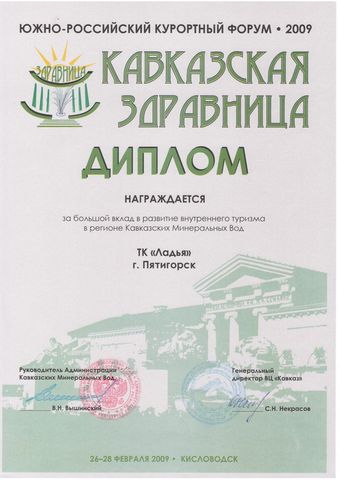 ЮЖНО-РОССИЙСКИЙ КУРОРТНЫЙ ФОРУМ • 2009
ЗДРАВНИЦА
КАВКАЗСКАЯ
ЗДРАВНИЦА
ДИПЛОМ
НАГРАЖДАЕТСЯ
за большой вклад в развитие внутреннего туризма
в регионе Кавказских Минеральных Вод
ТК «Ладья»
г. Пятигорск
Руководитель Администрации
Кавказских Минеральных Вод
В.Н. Вышинский
Генеральный
директор ВЦ «Кавказ»
С.Н. Некрасов
26–28 ФЕВРАЛЯ 2009 • КИСЛОВОДСК